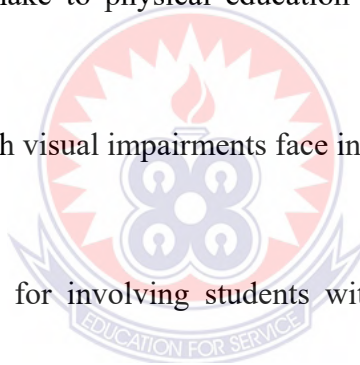 make to physical education
h visual impairments face in
for involving students wit
EDUCATION FOR SERVICE